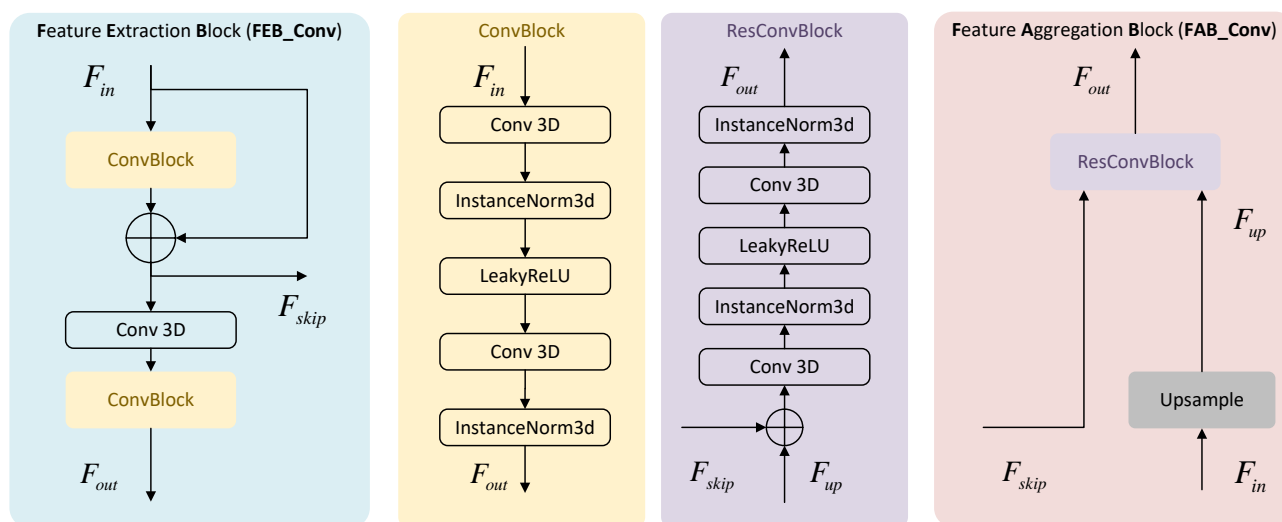 Feature Extraction Block (FEB_Conv)
F_in
ConvBlock
F_skip
Conv 3D
ConvBlock
F_out
ConvBlock
F_in
Conv 3D
InstanceNorm3d
LeakyReLU
Conv 3D
InstanceNorm3d
F_out
ResConvBlock
F_out
InstanceNorm3d
Conv 3D
LeakyReLU
InstanceNorm3d
Conv 3D
F_skip
F_up
Feature Aggregation Block (FAB_Conv)
F_out
ResConvBlock
F_up
Upsample
F_skip
F_in